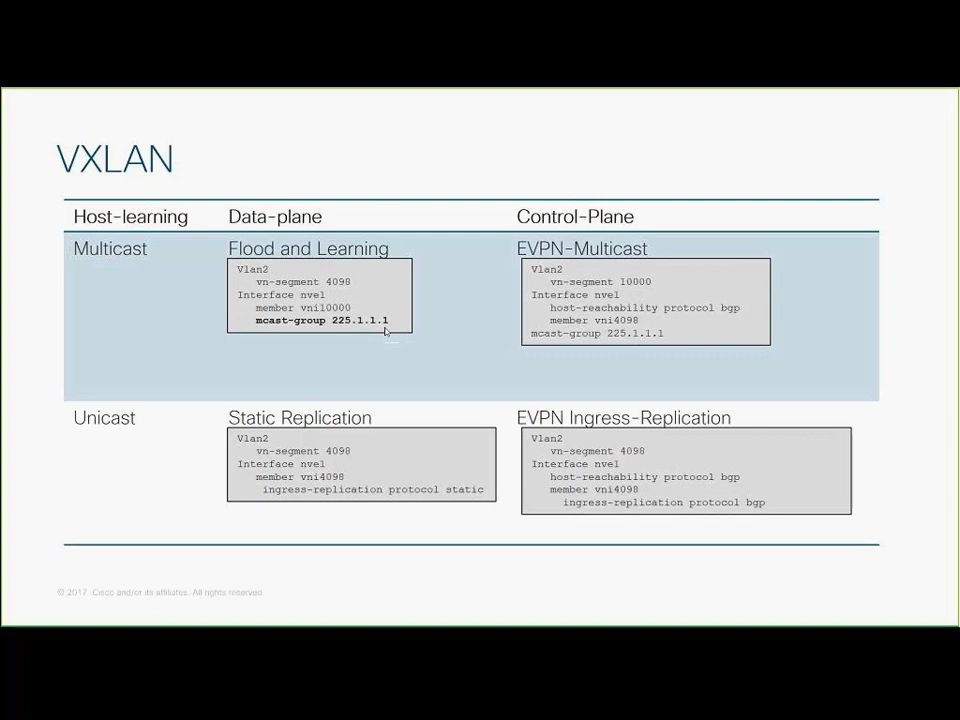 VXLAN
Host-learning Data-plane Control-Plane
Multicast Flood and Learning EVPN-Multicast
Vlan2
vn-segment 4098
Interface nve1
member vni10000
mcast-group 225.1.1.1
Vlan2
vn-segment 10000
Interface nve1
host-reachability protocol bgp
member vni4098
mcast-group 225.1.1.1
Unicast Static Replication EVPN Ingress-Replication
Vlan2
vn-segment 4098
Interface nve1
member vni4098
ingress-replication protocol static
Vlan2
vn-segment 4098
Interface nve1
host-reachability protocol bgp
member vni4098
ingress-replication protocol bgp
© 2017 Cisco and/or its affiliates. All rights reserved